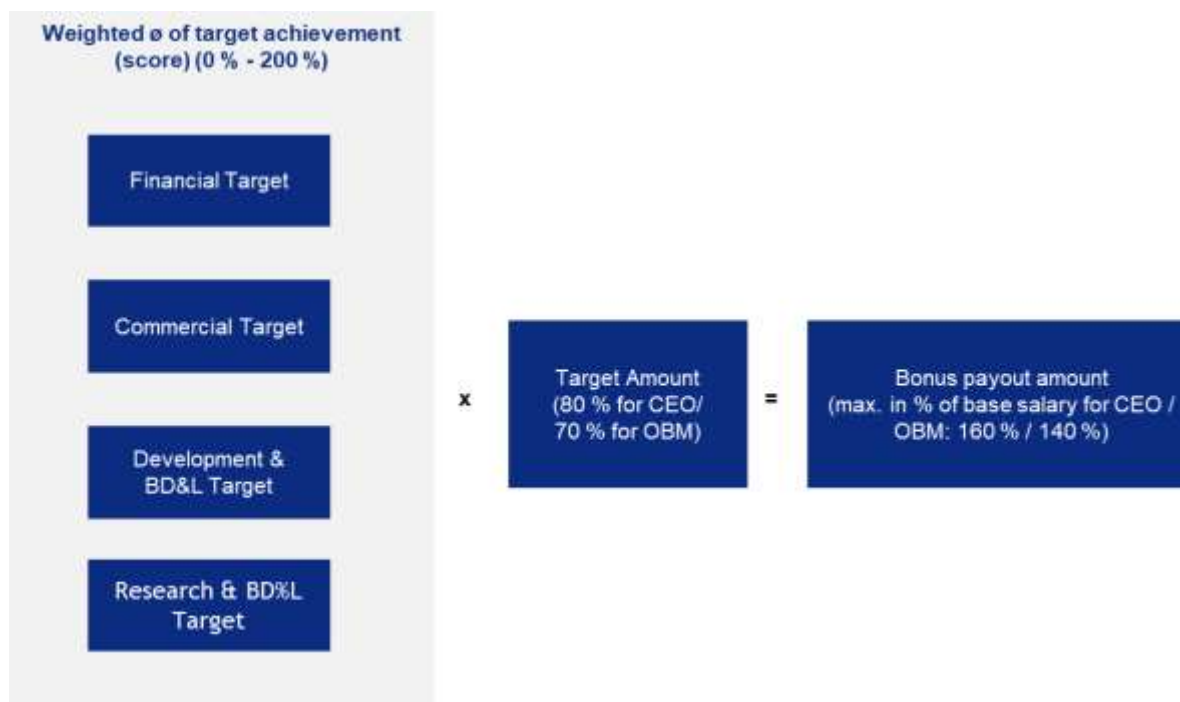 Weighted ø of target achievement
(score) (0 % - 200 %)
Financial Target
Commercial Target
Development &
BD&L Target
Research & BD%L
Target
x
Target Amount
(80 % for CEO/
70 % for OBM)
=
Bonus payout amount
(max. in % of base salary for CEO /
OBM: 160 % / 140 %)